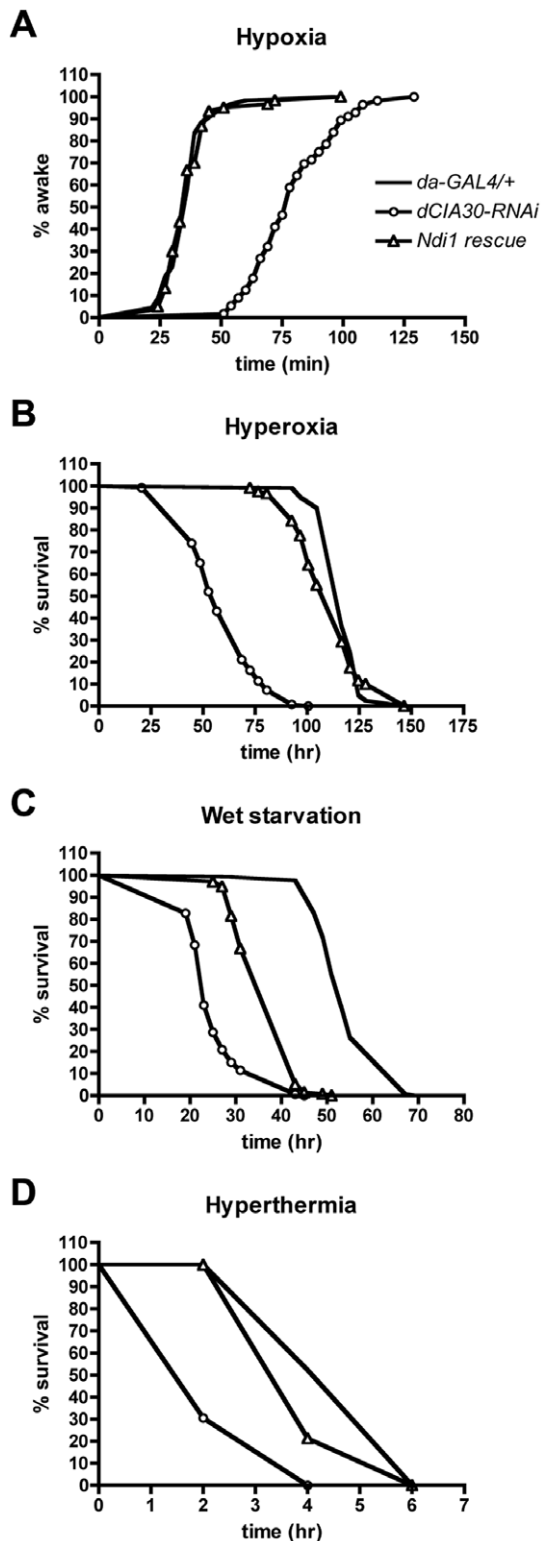 A
Hypoxia
110
100
90
80
70
60
50
40
30
20
10
0
% awake
0 25 50 75 100 125 150
time (min)
da-GAL4/+
dCIA30-RNAi
Ndi1 rescue
B
Hyperoxia
110
100
90
80
70
60
50
40
30
20
10
0
% survival
0 25 50 75 100 125 150 175
time (hr)
C
Wet starvation
110
100
90
80
70
60
50
40
30
20
10
0
% survival
0 10 20 30 40 50 60 70 80
time (hr)
D
Hyperthermia
110
100
90
80
70
60
50
40
30
20
10
0
% survival
0 1 2 3 4 5 6 7
time (hr)